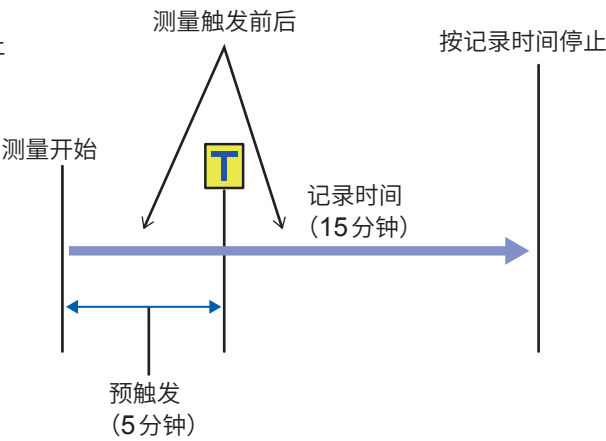 测量触发前后
按记录时间停止
测量开始
T
记录时间
（15分钟）
预触发
（5分钟）